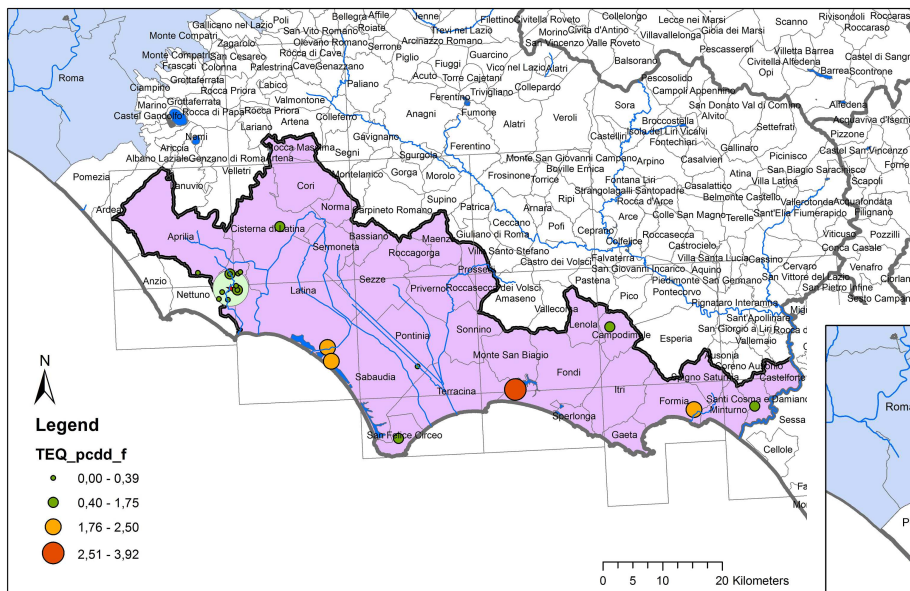 Gallicano nel Lazio Poli Bellegra Affile Jenne Filettino Civitella Roveto Collelongo Lecce nei Marsi Scanno Rivisondoli Roccaraso
Monte Compatri San Vito Romano Roiate Trevi nel Lazio Morino Civita d'Antino Villavallelonga Gioia dei Marsi
Zagarolo Olevano Romano Serrone Arcinazzo Romano San Vincenzo Valle Roveto Pescasseroli Villetta Barrea Roccaraso
Monte Compatri San Cesareo Rocca di Cave Piglio Guarcino Balsorano Civitella Alfedena Castel di Sangro
Roma Frascati Colonna Palestrina Cave Genazzano Fiuggi Vico nel Lazio Alatri Opi Barrea Scontrone
Grottaferrata Acuto Torre Cajetani Pescosolido
Ciampino Rocca Priora Labico Paliano Trivigliano Collepardo Campoli Appennino
Marino Grottaferrata Valmontone Ferentino Sora San Donato Val di Comino Alfedena
Castel Gandolfo Rocca di Papa Rocca Priora Colleferro Anagni Fumone Veroli Broccostella Alvito
Nemi Lariano Artena Alatri Castellirì Isola del Liri Vicalvi Settefrati Pizzone
Ariccia Rocca Massima Gavignano Ferentino Fontechiari Gallinaro
Albano Laziale Genzano di Roma Artena Segni Sgurgola Monte San Giovanni Campano Arpino Casalvieri Picinisco Castel San Vincenzo
Pomezia Velletri Montelanico Gorga Morolo Frosinone Boville Ernica Fontana Liri Atina San Biagio Saracinisco Scapoli
Lanuvio Cori Supino Torrice Strangolagalli Santopadre Casalattico Villa Latina
Ardea Norma Carpineto Romano Patrica Ripi Rocca d'Arce Belmonte Castello Vallerotonda Acquafondata Filignano
Aprilia Cisterna di Latina Bassiano Maenza Giuliano di Roma Ceccano Arnara Pofi Arce Colle San Magno Terelle Sant'Elia Fiumerapido
Sermoneta Roccagorga Villa Santo Stefano Ceprano Colfelice Roccasecca Viticuso Pozzilli
Castro dei Volsci Falvaterra Castrocielo Villa Santa Lucia Cassino Conca Casale
Anzio Sezze Prossedi San Giovanni Incarico Aquino Cervaro Venafro
Nettuno Latina Priverno Roccasecca dei Volsci Pastena Piedimonte San Germano San Vittore del Lazio
Amaseno Pico Pontecorvo San Pietro Infine
Vallecorsa Pignataro Interamna Sesto Campano
Pontinia Sonnino Lenola Campodimele Sant'Apollinare
Esperia San Giorgio a Liri Vallemaio
Monte San Biagio Ausonia
Coreno Ausonio
N Sabaudia Fondi Itri Spigno Saturnia Castelforte
Terracina Formia Santi Cosma e Damiano
Sperlonga Minturno Sessa
San Felice Circeo Gaeta Cellole
Legend
TEQ_pcdd_f
0,00 - 0,39
0,40 - 1,75
1,76 - 2,50
2,51 - 3,92
0 5 10 20 Kilometers